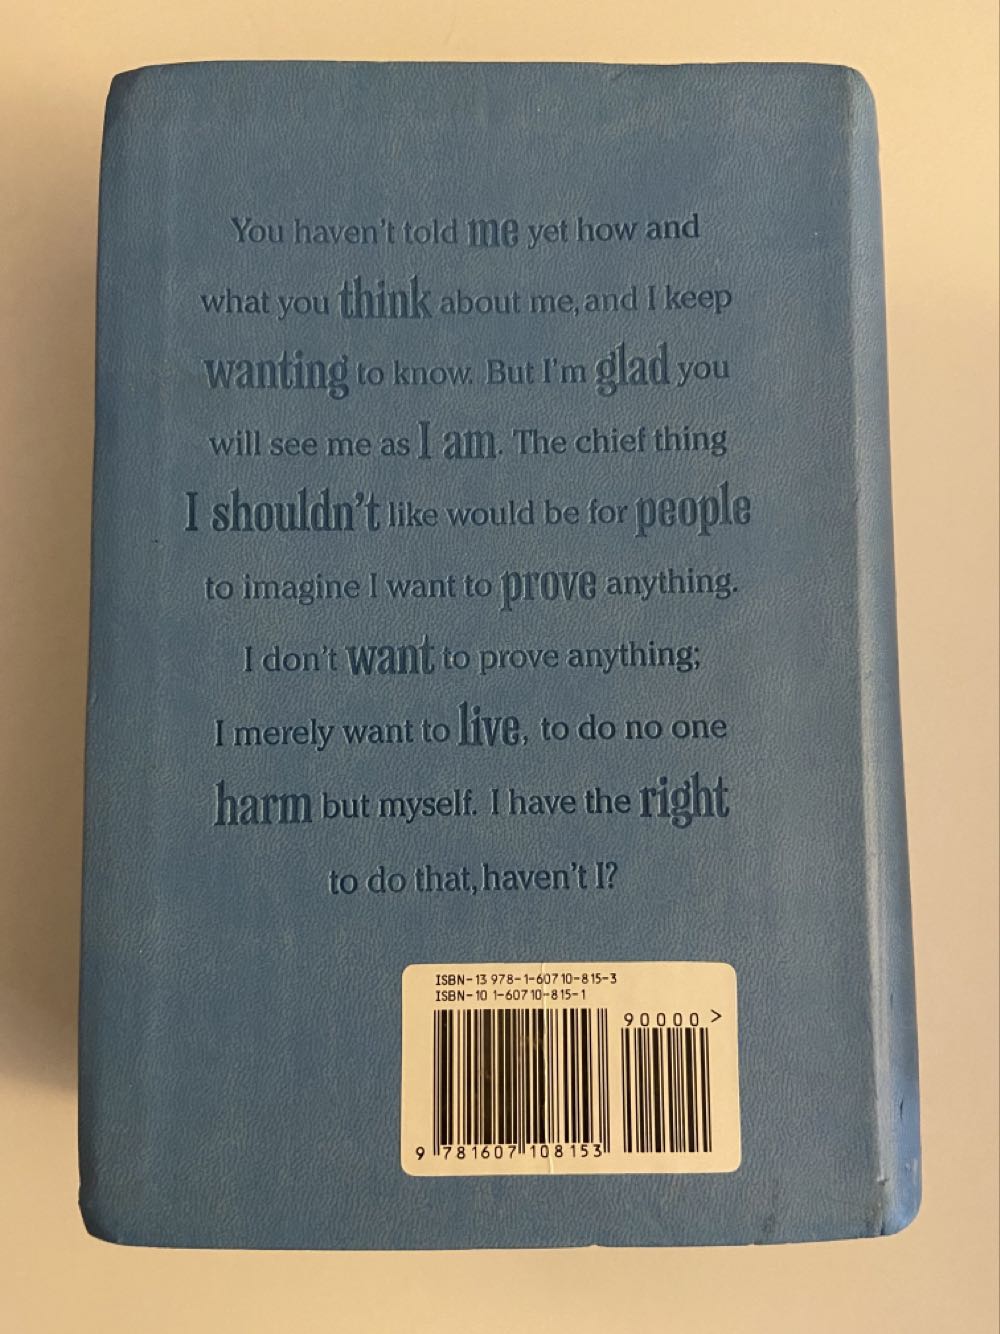 You haven't told me yet how and
what you think about me, and I keep
wanting to know. But I'm glad you
will see me as I am. The chief thing
I shouldn't like would be for people
to imagine I want to prove anything.
I don't want to prove anything;
I merely want to live, to do no one
harm but myself. I have the right
to do that, haven't I?
ISBN-13 978-1-60710-815-3
ISBN-10 1-60710-815-1
90000>
9 781607 108153